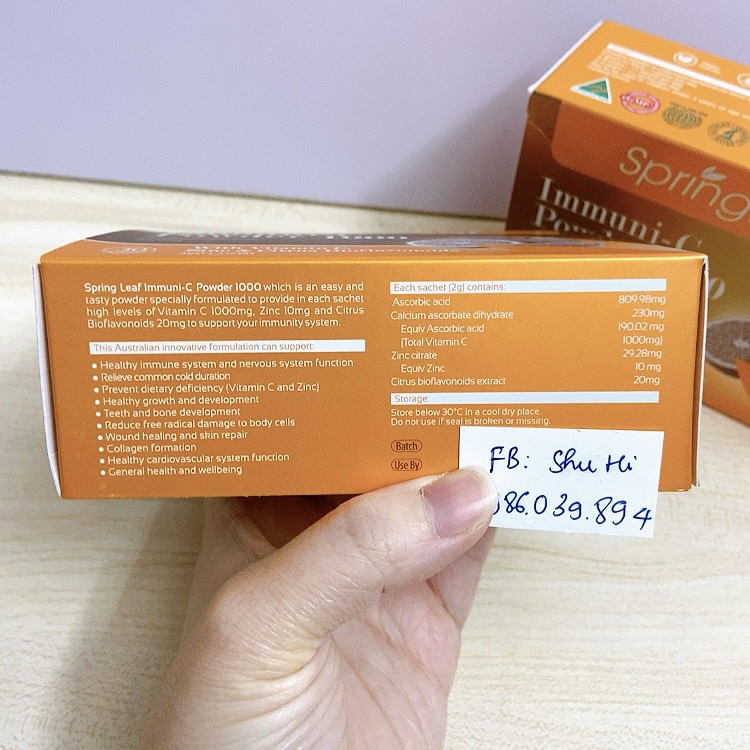 Spring
Immuni-C
Spring Leaf Immuni-C Powder 1000 which is an easy and
tasty powder specially formulated to provide in each sachet
high levels of Vitamin C 1000mg, Zinc 10mg and Citrus
Bioflavonoids 20mg to support your immunity system.
This Australian innovative formulation can support:
• Healthy immune system and nervous system function
• Relieve common cold duration
• Prevent dietary deficiency (Vitamin C and Zinc)
• Healthy growth and development
• Teeth and bone development
• Reduce free radical damage to body cells
• Wound healing and skin repair
• Collagen formation
• Healthy cardiovascular system function
• General health and wellbeing
Each sachet (2g) contains:
Ascorbic acid 809.98mg
Calcium ascorbate dihydrate 230mg
Equiv Ascorbic acid 190.02 mg
(Total Vitamin C 1000mg)
Zinc citrate 29.28mg
Equiv Zinc 10 mg
Citrus bioflavonoids extract 20mg
Storage:
Store below 30°C in a cool dry place.
Do not use if seal is broken or missing.
Batch
Use By
FB: Shu Hi
86.039.894